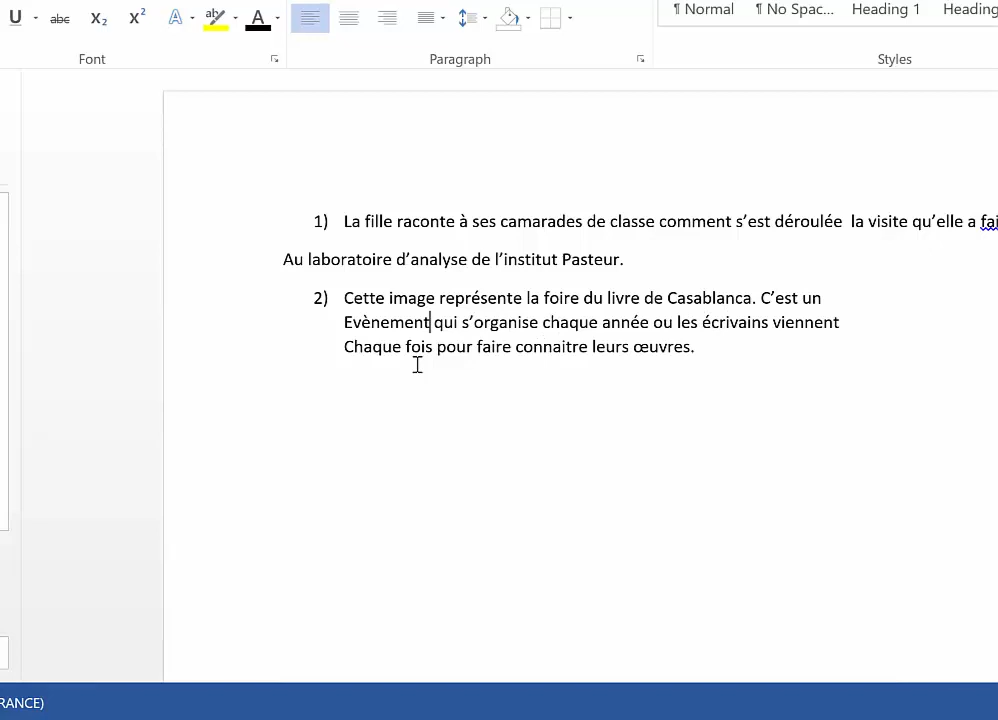 U abc X₂ X² A ab A
¶ Normal ¶ No Spac... Heading 1 Heading
Font Paragraph Styles
1) La fille raconte à ses camarades de classe comment s’est déroulée la visite qu’elle a fai
Au laboratoire d’analyse de l’institut Pasteur.
2) Cette image représente la foire du livre de Casablanca. C’est un
Evènement qui s’organise chaque année ou les écrivains viennent
Chaque fois pour faire connaitre leurs œuvres.
RANCE)